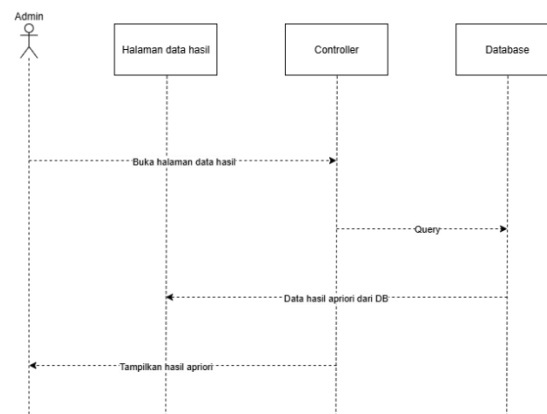 Admin
Halaman data hasil
Controller
Database
Buka halaman data hasil
Query
Data hasil apriori dari DB
Tampilkan hasil apriori